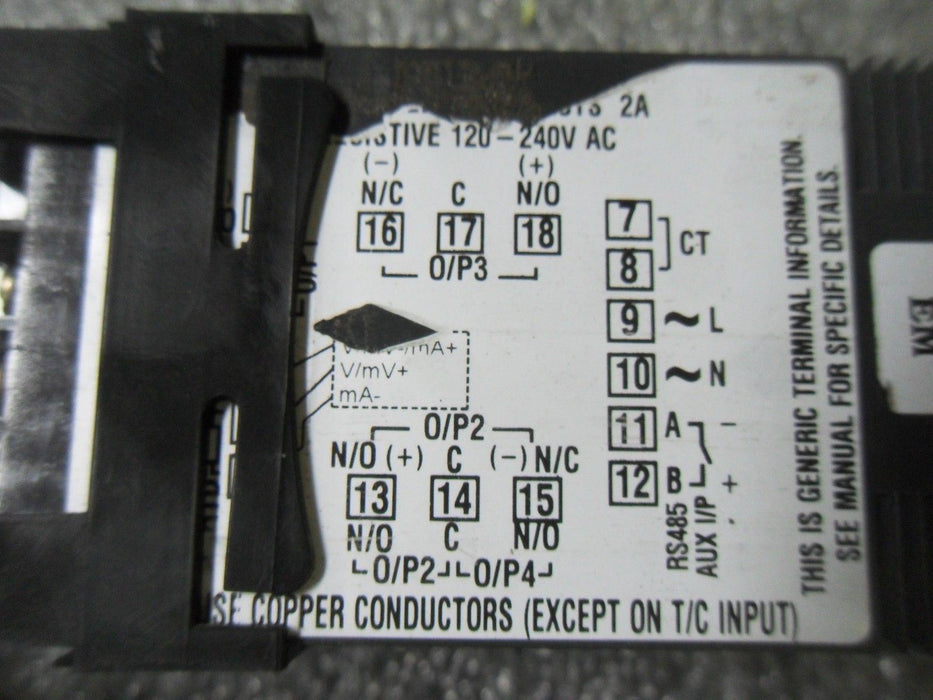 2A
120-240V AC
(-) (+)
N/C C N/O
16 17 18
O/P3
7
8
CT
9 ~ L
10 ~ N
11 A -
12 B +
RS485
AUX I/P
V/mV+
mA-
O/P2
N/O (+) C (-) N/C
13 14 15
N/O C N/O
O/P2 O/P4
COPPER CONDUCTORS (EXCEPT ON T/C INPUT)
THIS IS GENERIC TERMINAL INFORMATION.
SEE MANUAL FOR SPECIFIC DETAILS.
EM